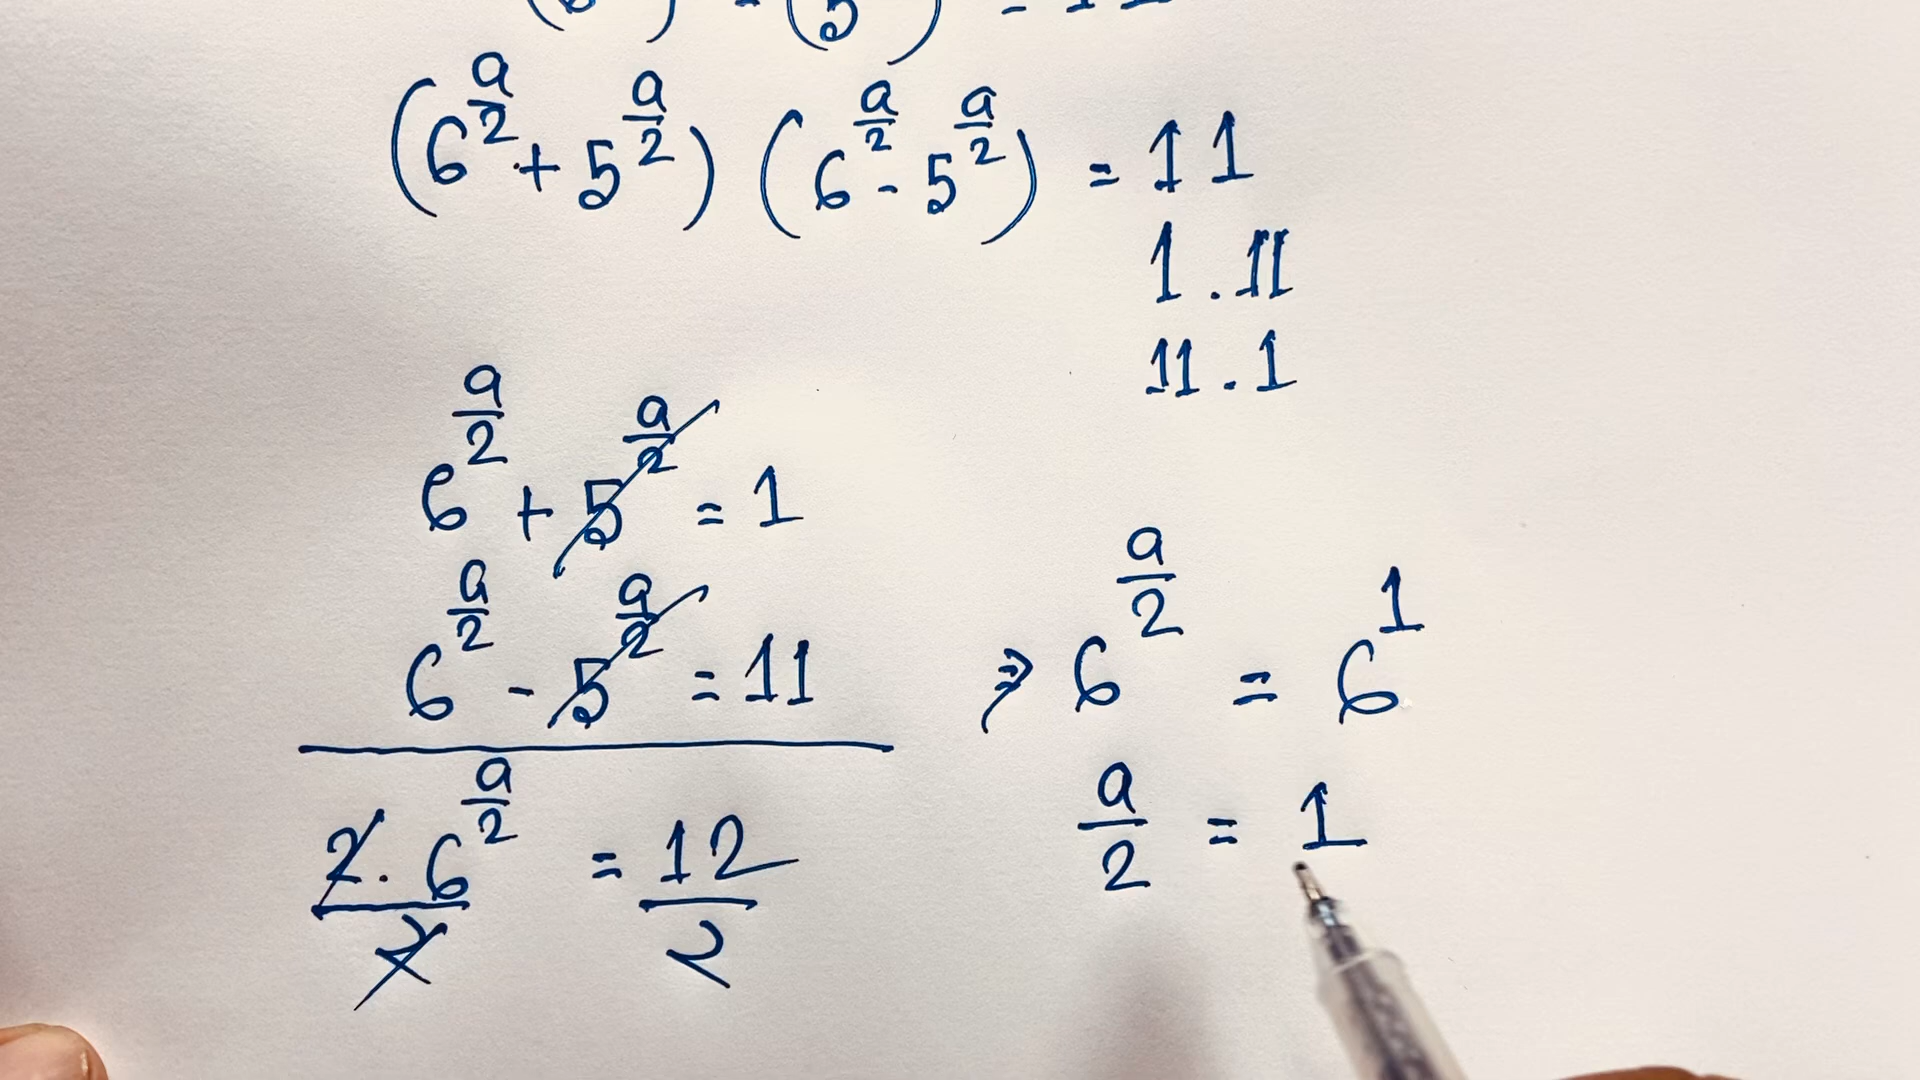 (6^{a/2} + 5^{a/2}) (6^{a/2} - 5^{a/2}) = 11
1 . 11
11 . 1
6^{a/2} + 5^{a/2} = 1
6^{a/2} - 5^{a/2} = 11
2 . 6^{a/2} / 2 = 12 / 2
⇒ 6^{a/2} = 6^1
a/2 = 1